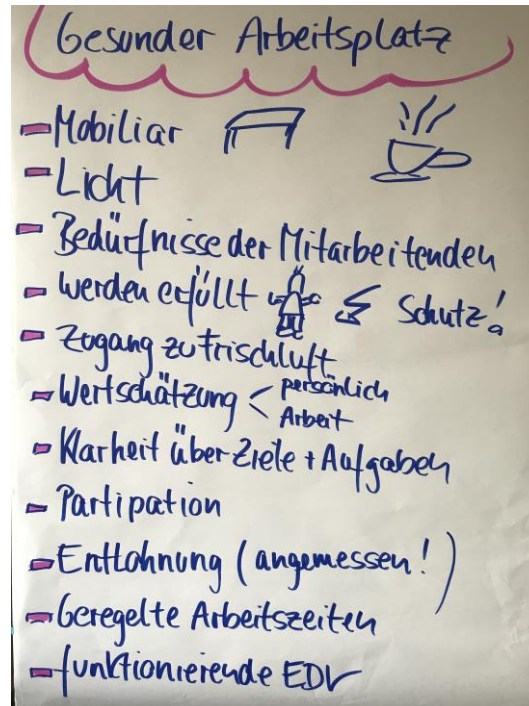 Gesunder Arbeitsplatz
Mobiliar
Licht
Bedürfnisse der Mitarbeitenden
werden erfüllt Schutz!
Zugang zu Frischluft
Wertschätzung < persönlich
Arbeit
Klarheit über Ziele + Aufgaben
Partipation
Entlohnung (angemessen!)
Geregelte Arbeitszeiten
funktionierende EDV